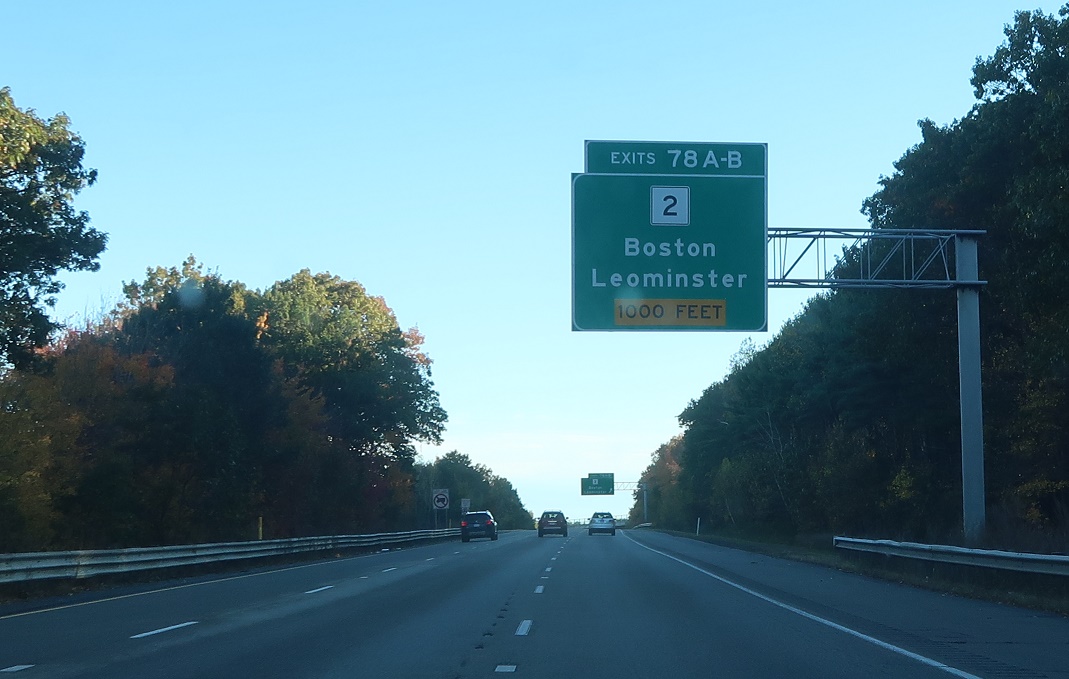 EXITS 78 A-B
2
Boston
Leominster
1000 FEET